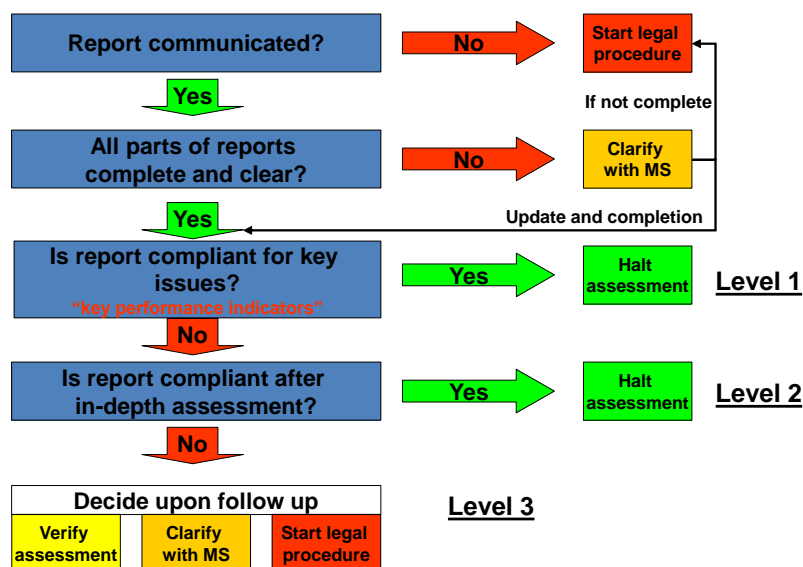 Report communicated?
No
Start legal
procedure
Yes
If not complete
All parts of reports
complete and clear?
No
Clarify
with MS
Yes
Update and completion
Is report compliant for key
issues?
“key performance indicators”
Yes
Halt
assessment
Level 1
No
Is report compliant after
in-depth assessment?
Yes
Halt
assessment
Level 2
No
Decide upon follow up
Level 3
Verify
assessment
Clarify
with MS
Start legal
procedure